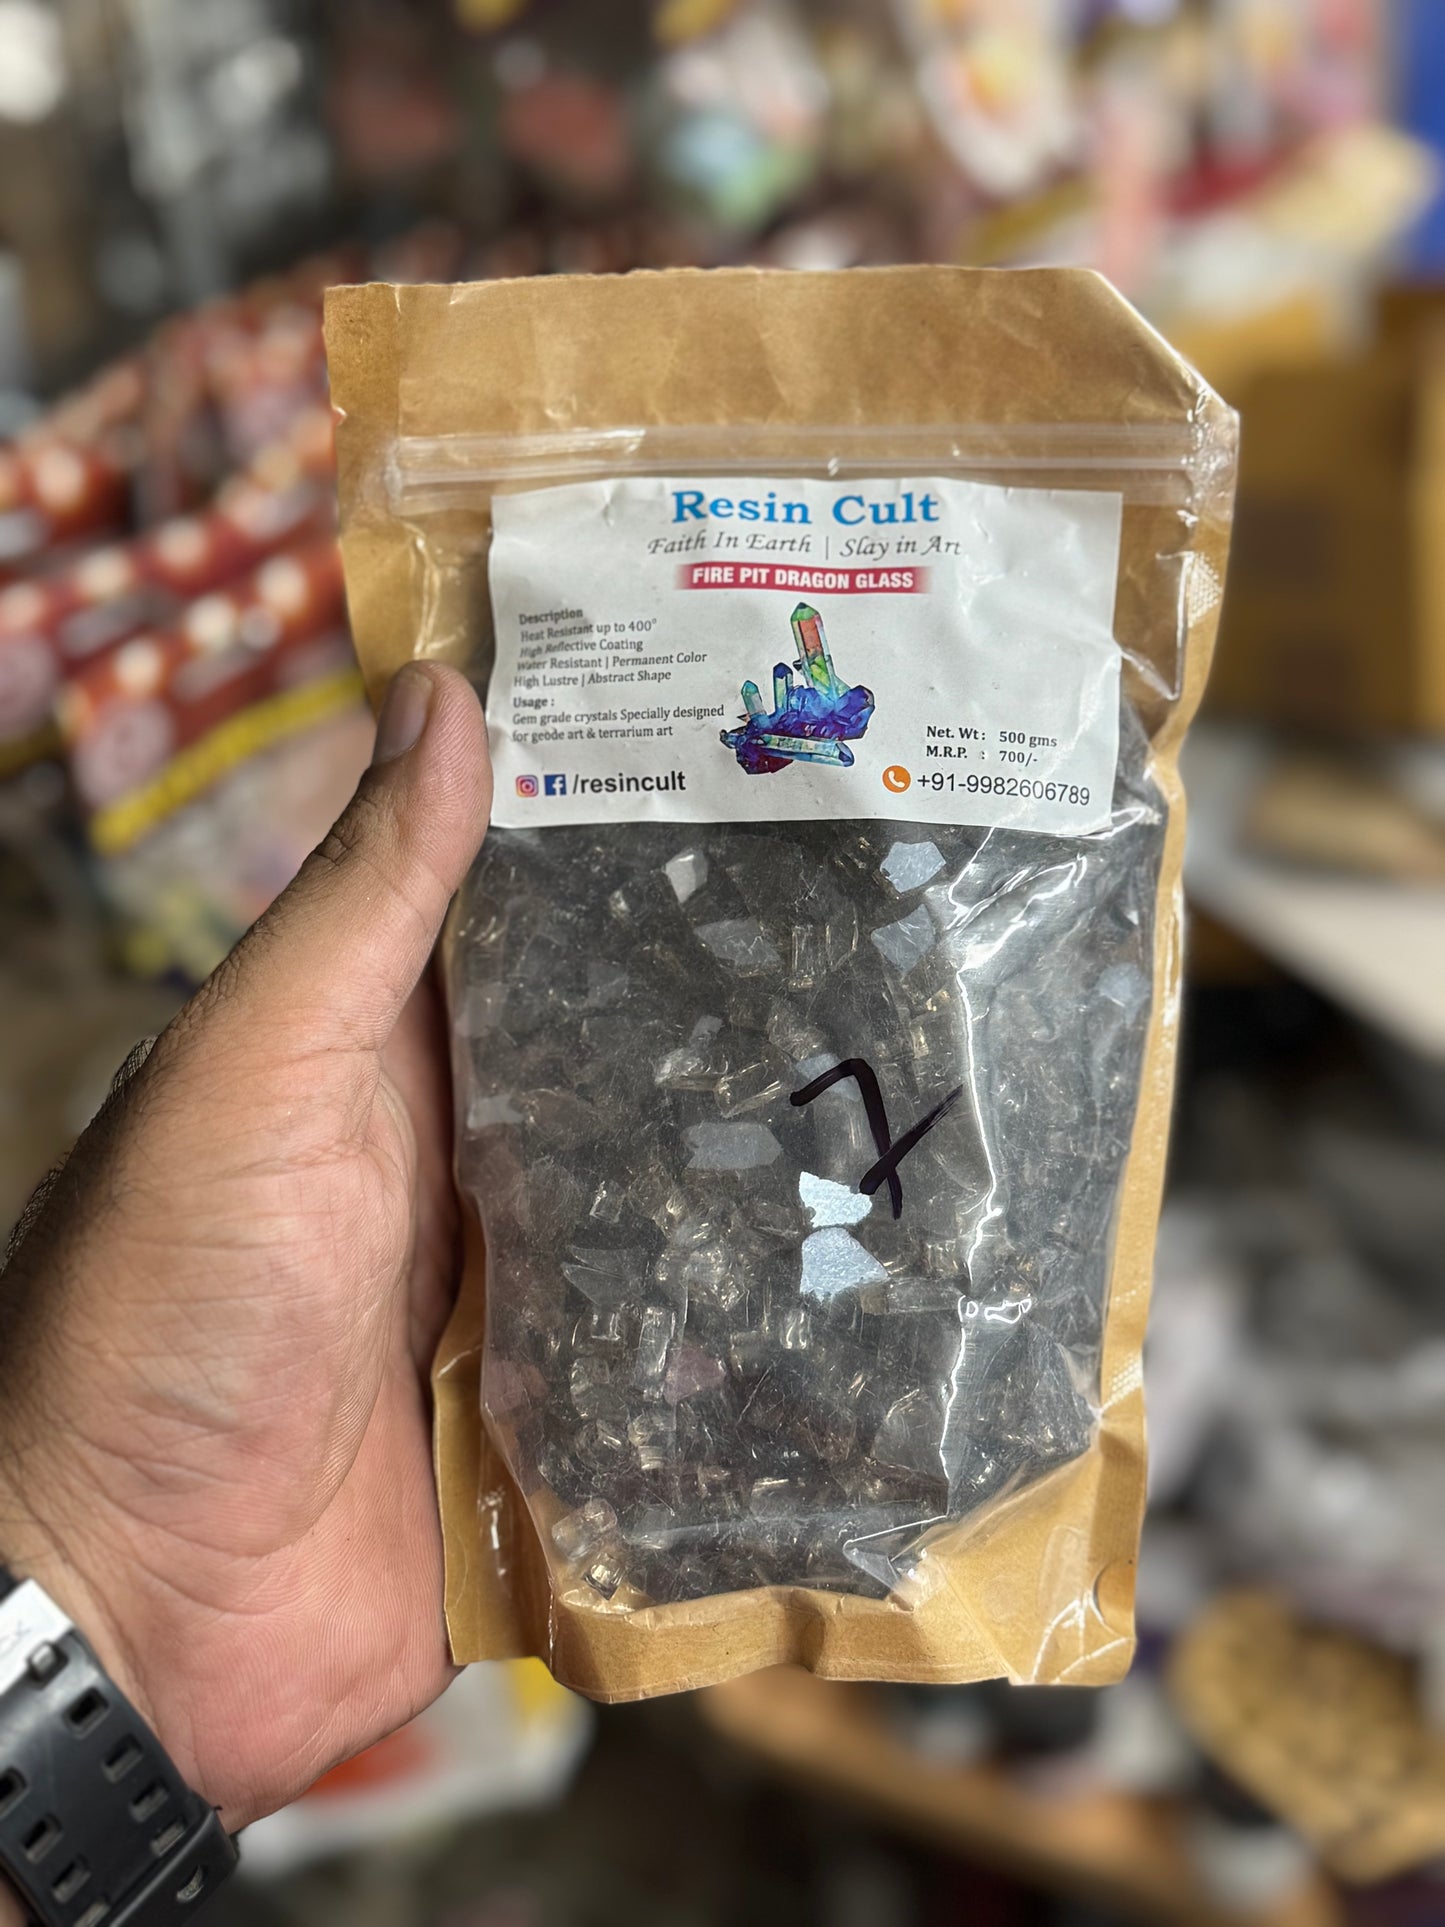 Resin Cult
Faith In Earth | Slay in Art
FIRE PIT DRAGON GLASS
Description
Heat Resistant up to 400°
High Reflective Coating
Water Resistant | Permanent Color
High Lustre | Abstract Shape
Usage :
Gem grade crystals Specially designed
for geode art & terrarium art
/resincult
Net. Wt : 500 gms
M.R.P. : 700/-
+91-9982606789
7